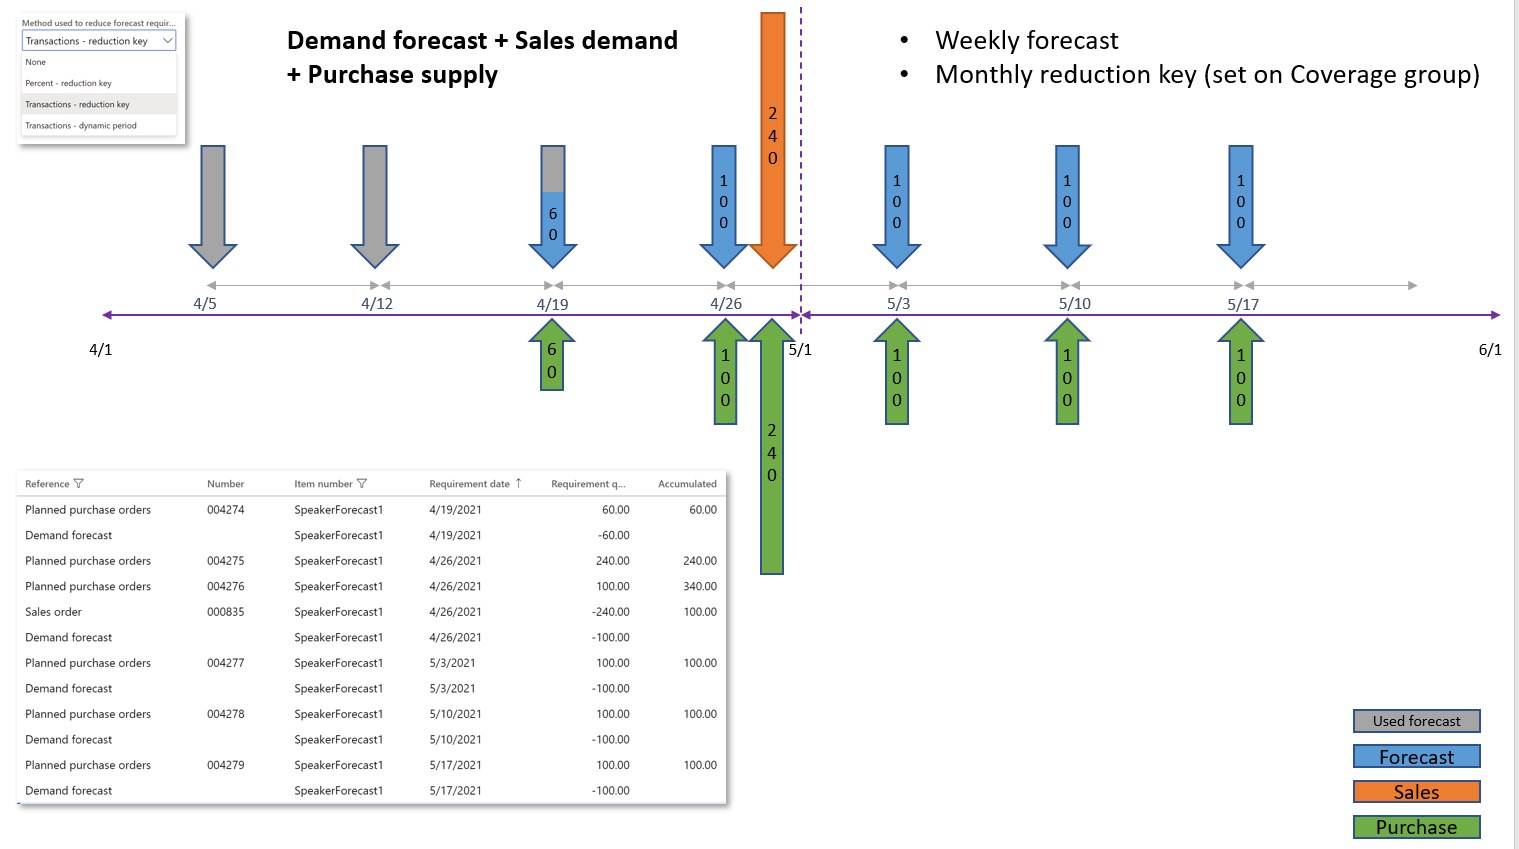 Method used to reduce forecast requir...
Transactions - reduction key
None
Percent - reduction key
Transactions - reduction key
Transactions - dynamic period
Demand forecast + Sales demand
+ Purchase supply
• Weekly forecast
• Monthly reduction key (set on Coverage group)
60
100
240
100
100
100
4/5 4/12 4/19 4/26 5/3 5/10 5/17
4/1 5/1 6/1
60
100
240
100
100
100
Reference Number Item number Requirement date ↑ Requirement q... Accumulated
Planned purchase orders 004274 SpeakerForecast1 4/19/2021 60.00 60.00
Demand forecast SpeakerForecast1 4/19/2021 -60.00
Planned purchase orders 004275 SpeakerForecast1 4/26/2021 240.00 240.00
Planned purchase orders 004276 SpeakerForecast1 4/26/2021 100.00 340.00
Sales order 000835 SpeakerForecast1 4/26/2021 -240.00 100.00
Demand forecast SpeakerForecast1 4/26/2021 -100.00
Planned purchase orders 004277 SpeakerForecast1 5/3/2021 100.00 100.00
Demand forecast SpeakerForecast1 5/3/2021 -100.00
Planned purchase orders 004278 SpeakerForecast1 5/10/2021 100.00 100.00
Demand forecast SpeakerForecast1 5/10/2021 -100.00
Planned purchase orders 004279 SpeakerForecast1 5/17/2021 100.00 100.00
Demand forecast SpeakerForecast1 5/17/2021 -100.00
Used forecast
Forecast
Sales
Purchase